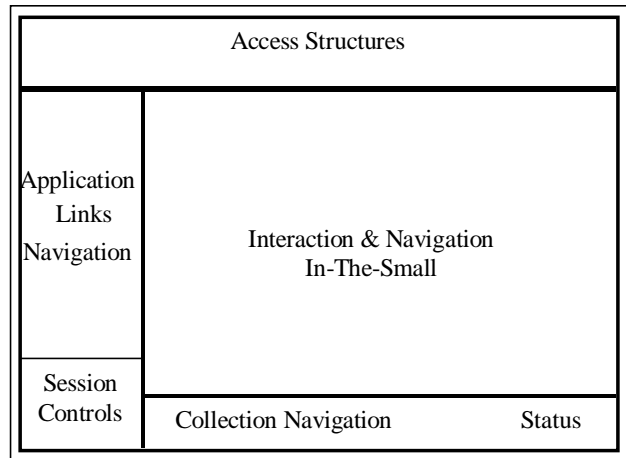 Access Structures
Application
Links
Navigation
Interaction & Navigation
In-The-Small
Session
Controls
Collection Navigation
Status